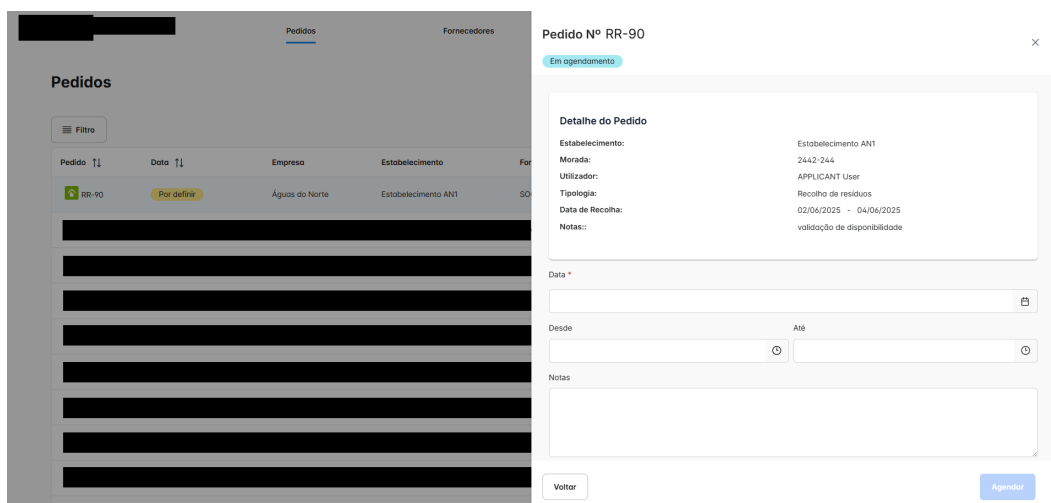 Pedidos
Fornecedores
Pedidos
Filtro
Pedido
Data
Empresa
Estabelecimento
RR-90
Por definir
Águas do Norte
Estabelecimento AN1
Pedido Nº RR-90
Em agendamento
Detalhe do Pedido
Estabelecimento: Estabelecimento AN1
Morada: 2442-244
Utilizador: APPLICANT User
Tipologia: Recolha de resíduos
Data de Recolha: 02/06/2025 - 04/06/2025
Notas:: validação de disponibilidade
Data *
Desde
Até
Notas
Voltar
Agendar